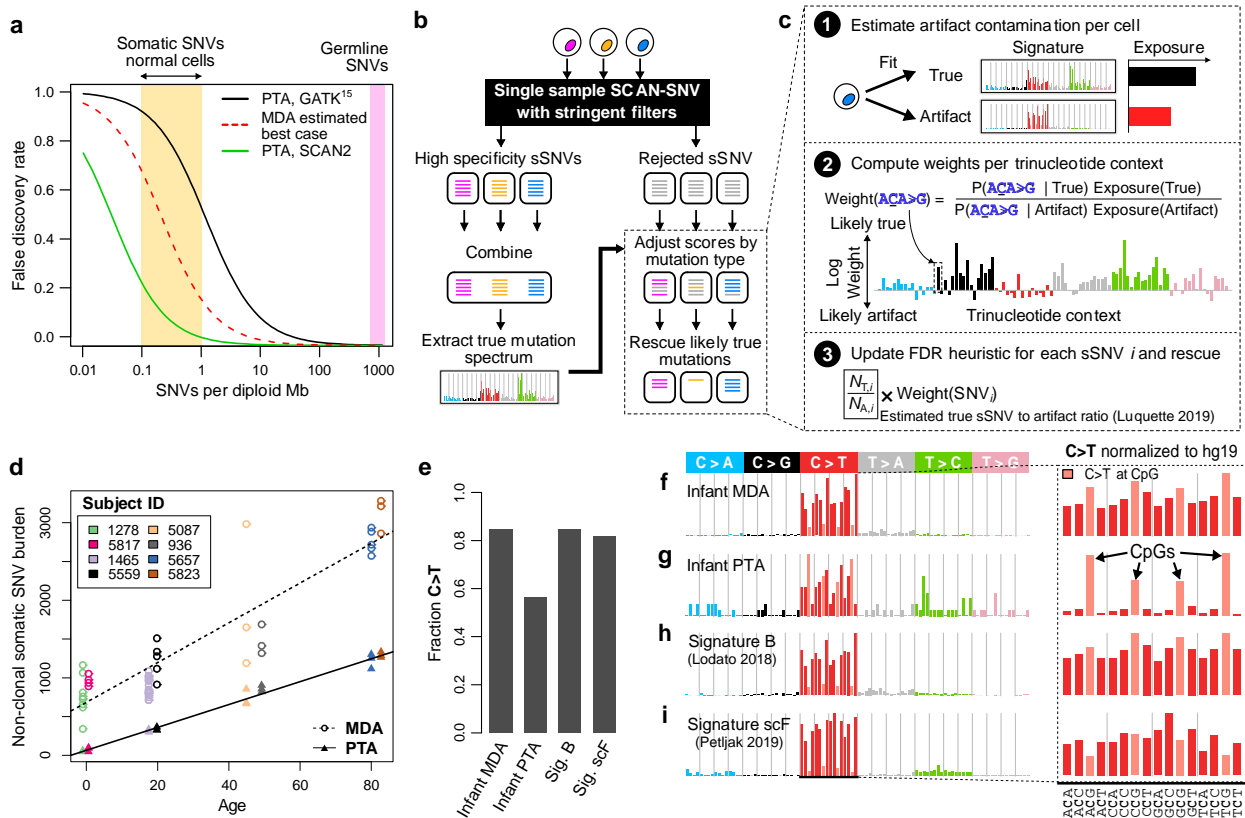 a
Somatic SNVs
normal cells
Germline
SNVs
PTA, GATK15
MDA estimated
best case
PTA, SCAN2
False discovery rate
1.0
0.8
0.6
0.4
0.2
0.0
0.01
0.1
1
10
100
1000
SNVs per diploid Mb
b
Single sample SCAN-SNV
with stringent filters
High specificity sSNVs
Rejected sSNV
Combine
Adjust scores by
mutation type
Extract true mutation
spectrum
Rescue likely true
mutations
c
1 Estimate artifact contamination per cell
Signature
Exposure
Fit
True
Artifact
2 Compute weights per trinucleotide context
Weight(ACA>G) =
P(ACA>G | True) Exposure(True)
P(ACA>G | Artifact) Exposure(Artifact)
Likely true
Log
Weight
Likely artifact
Trinucleotide context
3 Update FDR heuristic for each sSNV i and rescue
NT,i
NA,i
× Weight(SNVi)
Estimated true sSNV to artifact ratio (Luquette 2019)
d
Non-clonal somatic SNV burden
3000
2000
1000
0
Subject ID
1278 5087
5817 936
1465 5657
5559 5823
MDA
PTA
0
20
40
60
80
Age
e
Fraction C>T
1.0
0.8
0.6
0.4
0.2
0.0
Infant MDA
Infant PTA
Sig. B
Sig. scF
C>A C>G C>T T>A T>C T>G
C>T normalized to hg19
C>T at CpG
f
Infant MDA
g
Infant PTA
CpGs
h
Signature B
(Lodato 2018)
i
Signature scF
(Petljak 2019)
ACA
ACC
ACG
ACT
CCA
CCC
CCG
CCT
GCA
GCC
GCG
GCT
TCA
TCC
TCG
TCT